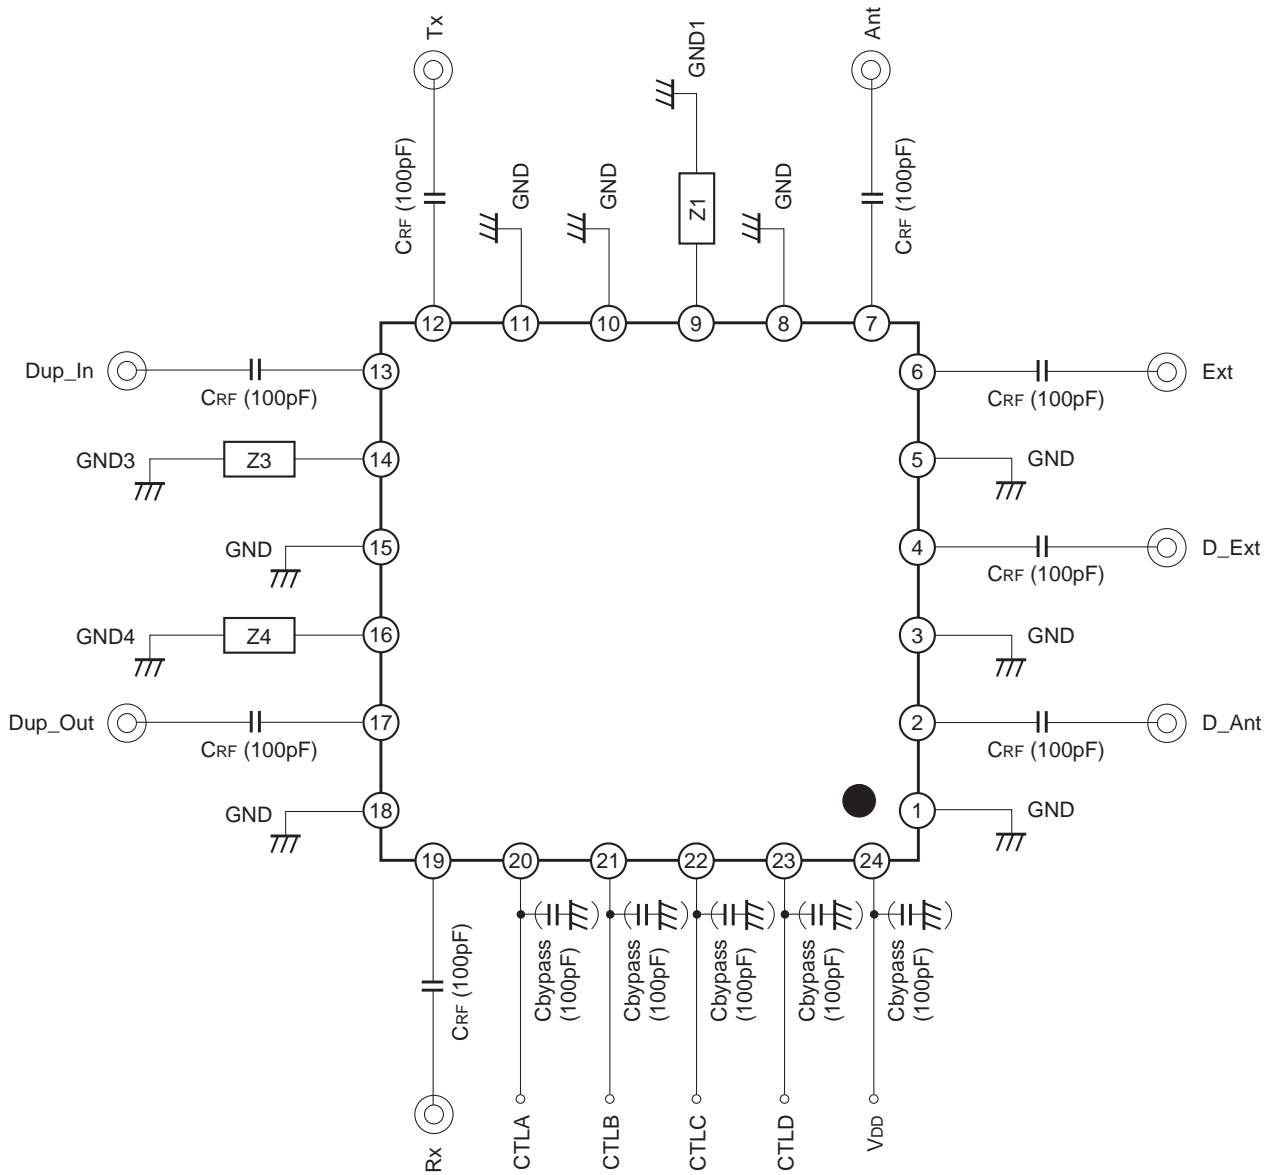 Tx
GND1
Ant
CRF (100pF)
GND
GND
Z1
GND
CRF (100pF)
12
11
10
9
8
7
Dup_In
13
CRF (100pF)
6
Ext
CRF (100pF)
GND3
Z3
14
5
GND
GND
15
4
D_Ext
CRF (100pF)
GND4
Z4
16
3
GND
Dup_Out
17
CRF (100pF)
2
D_Ant
CRF (100pF)
GND
18
1
GND
19
20
21
22
23
24
CRF (100pF)
Cbypass
(100pF)
Cbypass
(100pF)
Cbypass
(100pF)
Cbypass
(100pF)
Cbypass
(100pF)
Rx
CTLA
CTLB
CTLC
CTLD
VDD